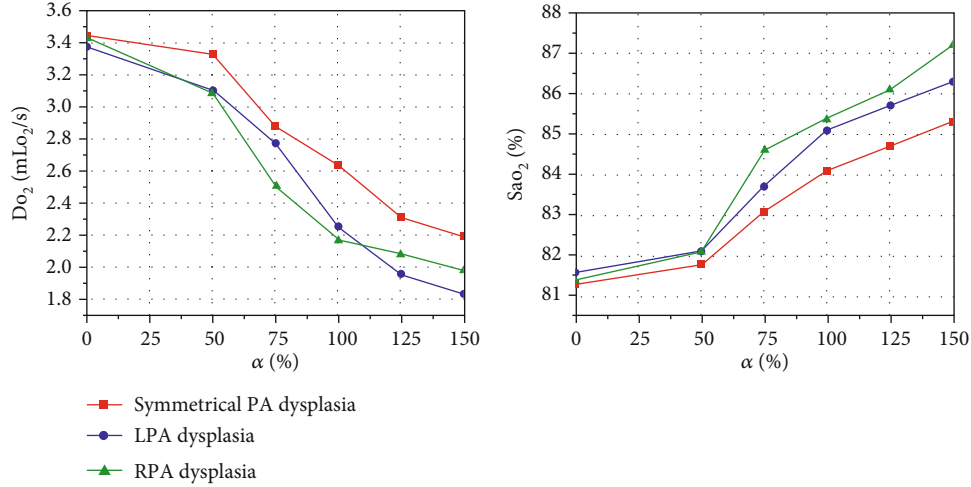 3.6
3.4
3.2
3.0
2.8
2.6
2.4
2.2
2.0
1.8
Do₂ (mLo₂/s)
0 25 50 75 100 125 150
α (%)
88
87
86
85
84
83
82
81
Sao₂ (%)
0 25 50 75 100 125 150
α (%)
Symmetrical PA dysplasia
LPA dysplasia
RPA dysplasia